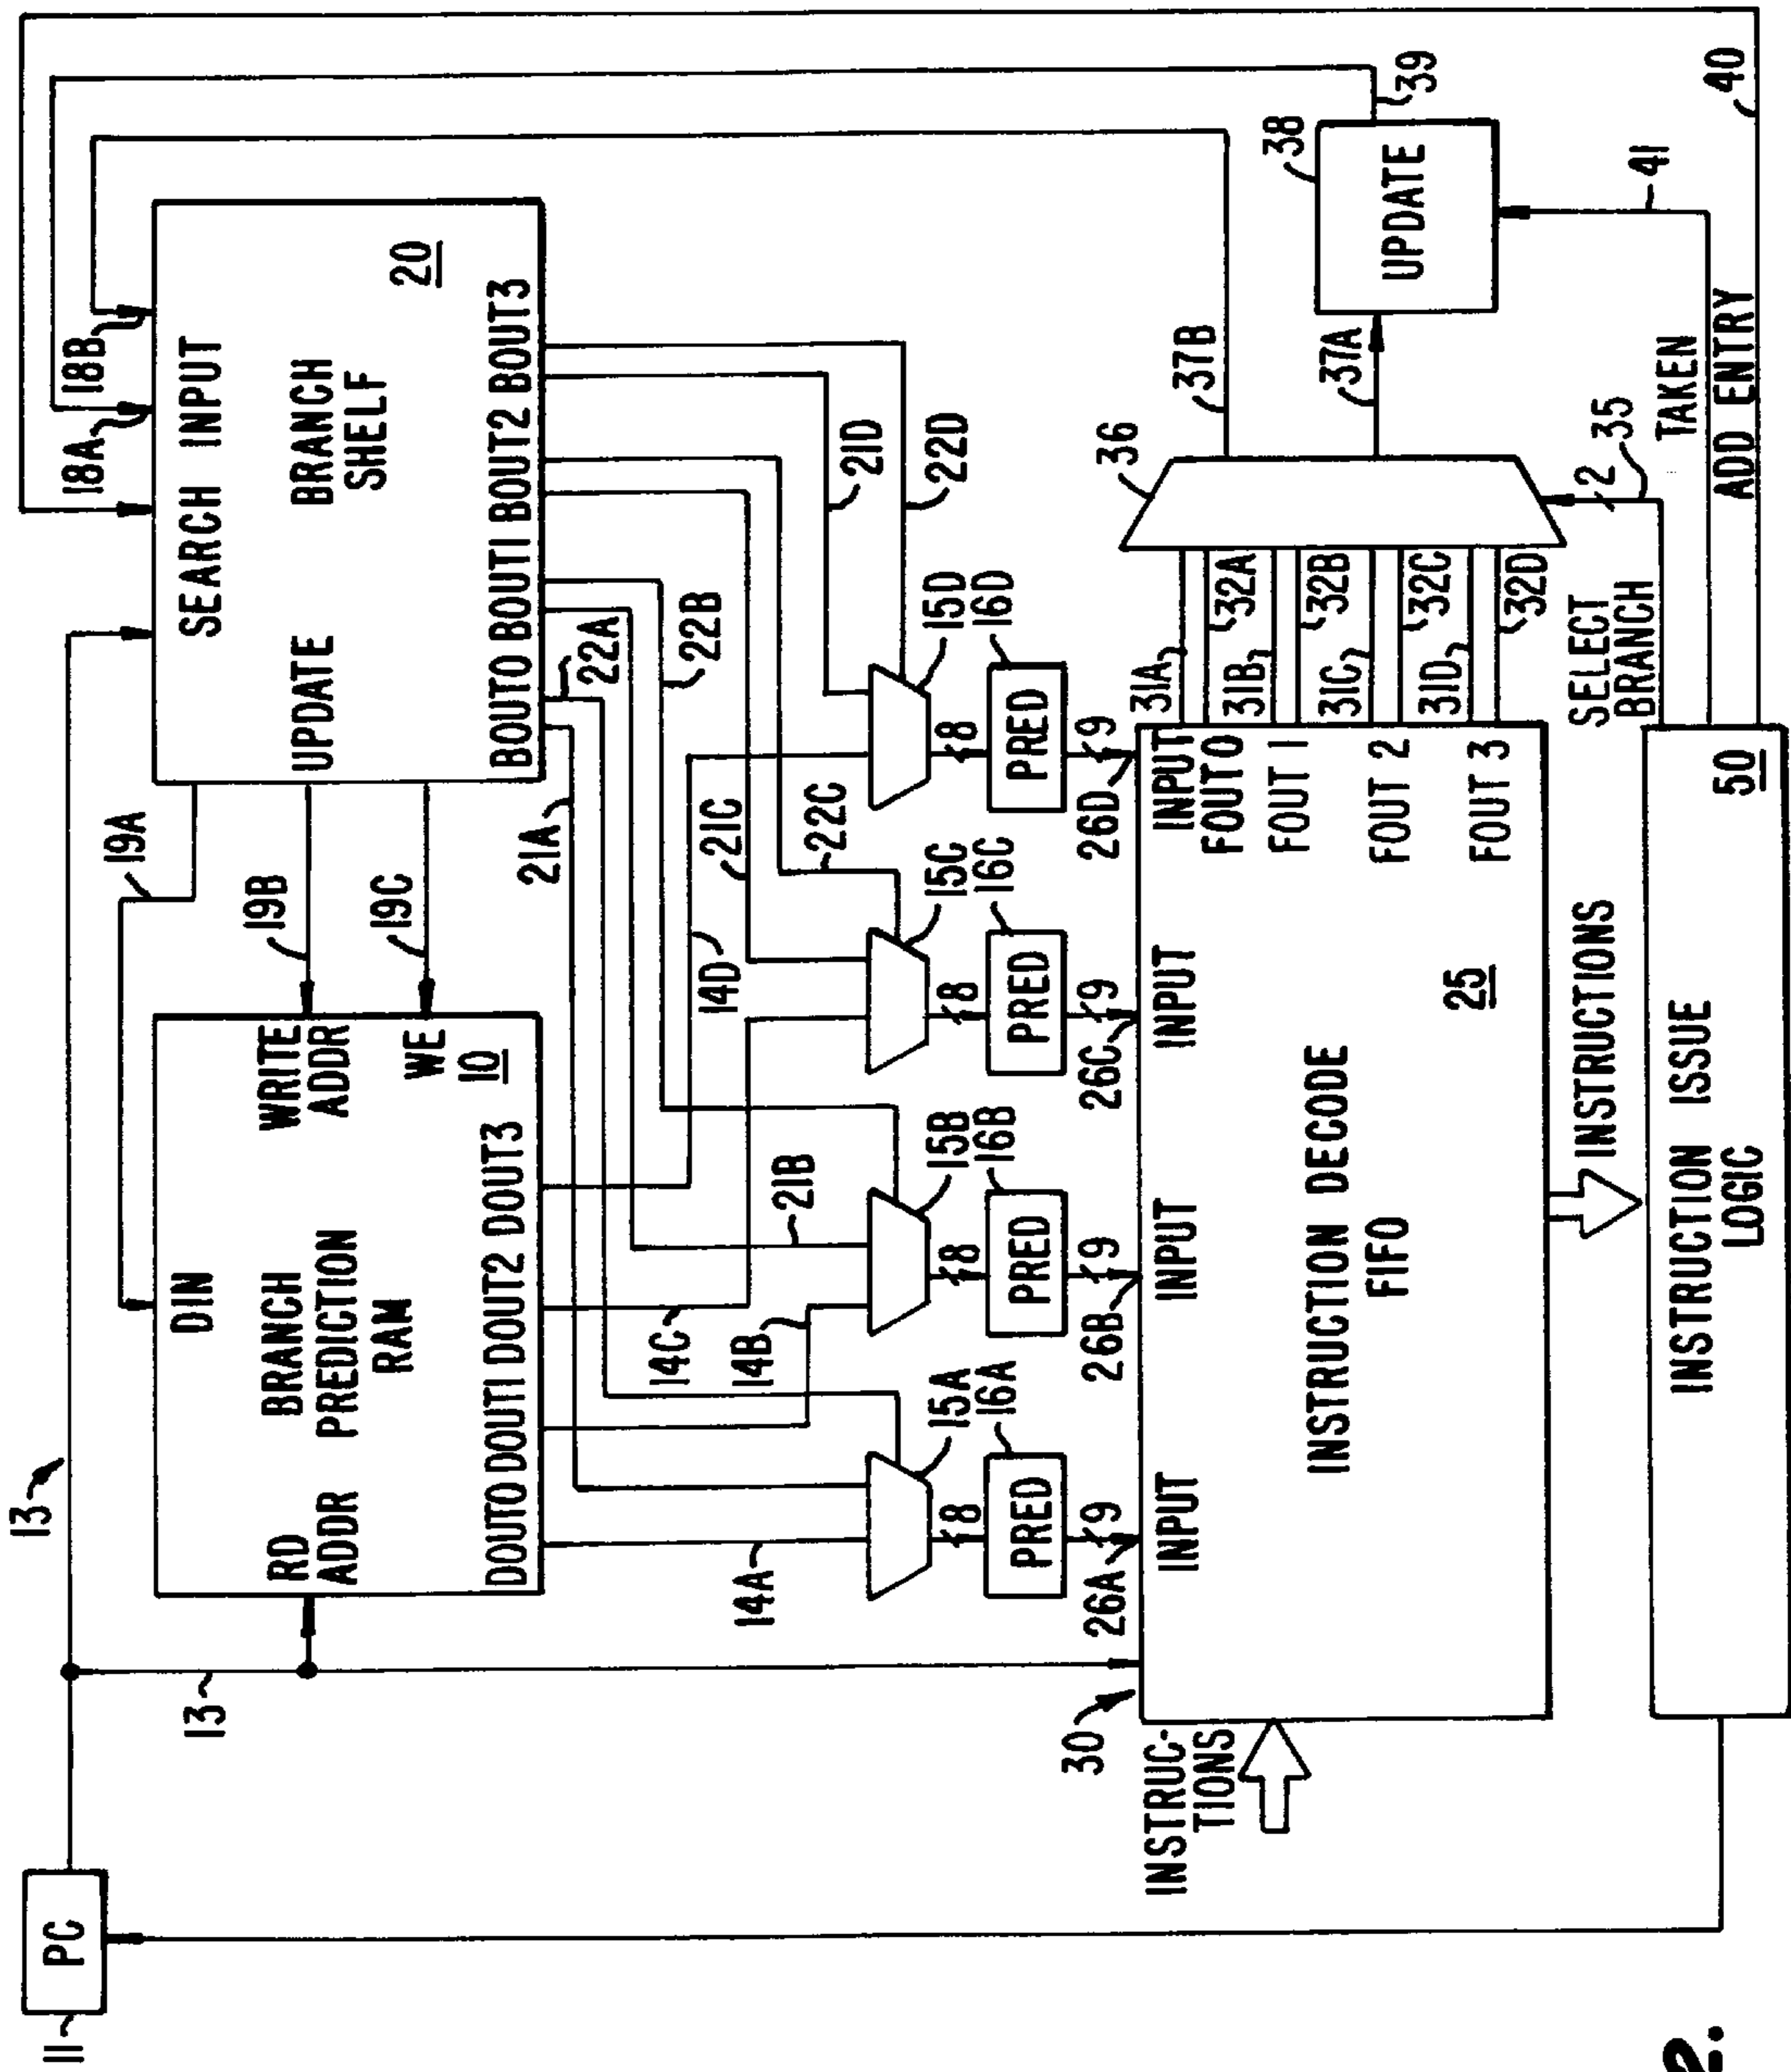 11
PC
13
13
19A
18A
18B
DIN
RD
ADDR
BRANCH
PREDICTION
RAM
WRITE
ADDR
WE
10
DOUT0 DOUT1 DOUT2 DOUT3
19B
19C
SEARCH INPUT
UPDATE
BRANCH
SHELF
20
BOUT0 BOUT1 BOUT2 BOUT3
14A
14B
14C
14D
21A
22A
21B
22B
21C
22C
21D
22D
15A
15B
15C
15D
8
8
8
8
PRED
16A
PRED
16B
PRED
16C
PRED
16D
9
9
9
9
26A
26B
26C
26D
30
INSTRUC-
TIONS
INPUT
INPUT
INPUT
INPUT
INSTRUCTION DECODE
FIFO
25
FOUT0
FOUT 1
FOUT 2
FOUT 3
31A
32A
31B
32B
31C
32C
31D
32D
36
37B
37A
38
UPDATE
39
2
35
SELECT
BRANCH
TAKEN
41
ADD ENTRY
40
INSTRUCTIONS
INSTRUCTION ISSUE
LOGIC
50
2.